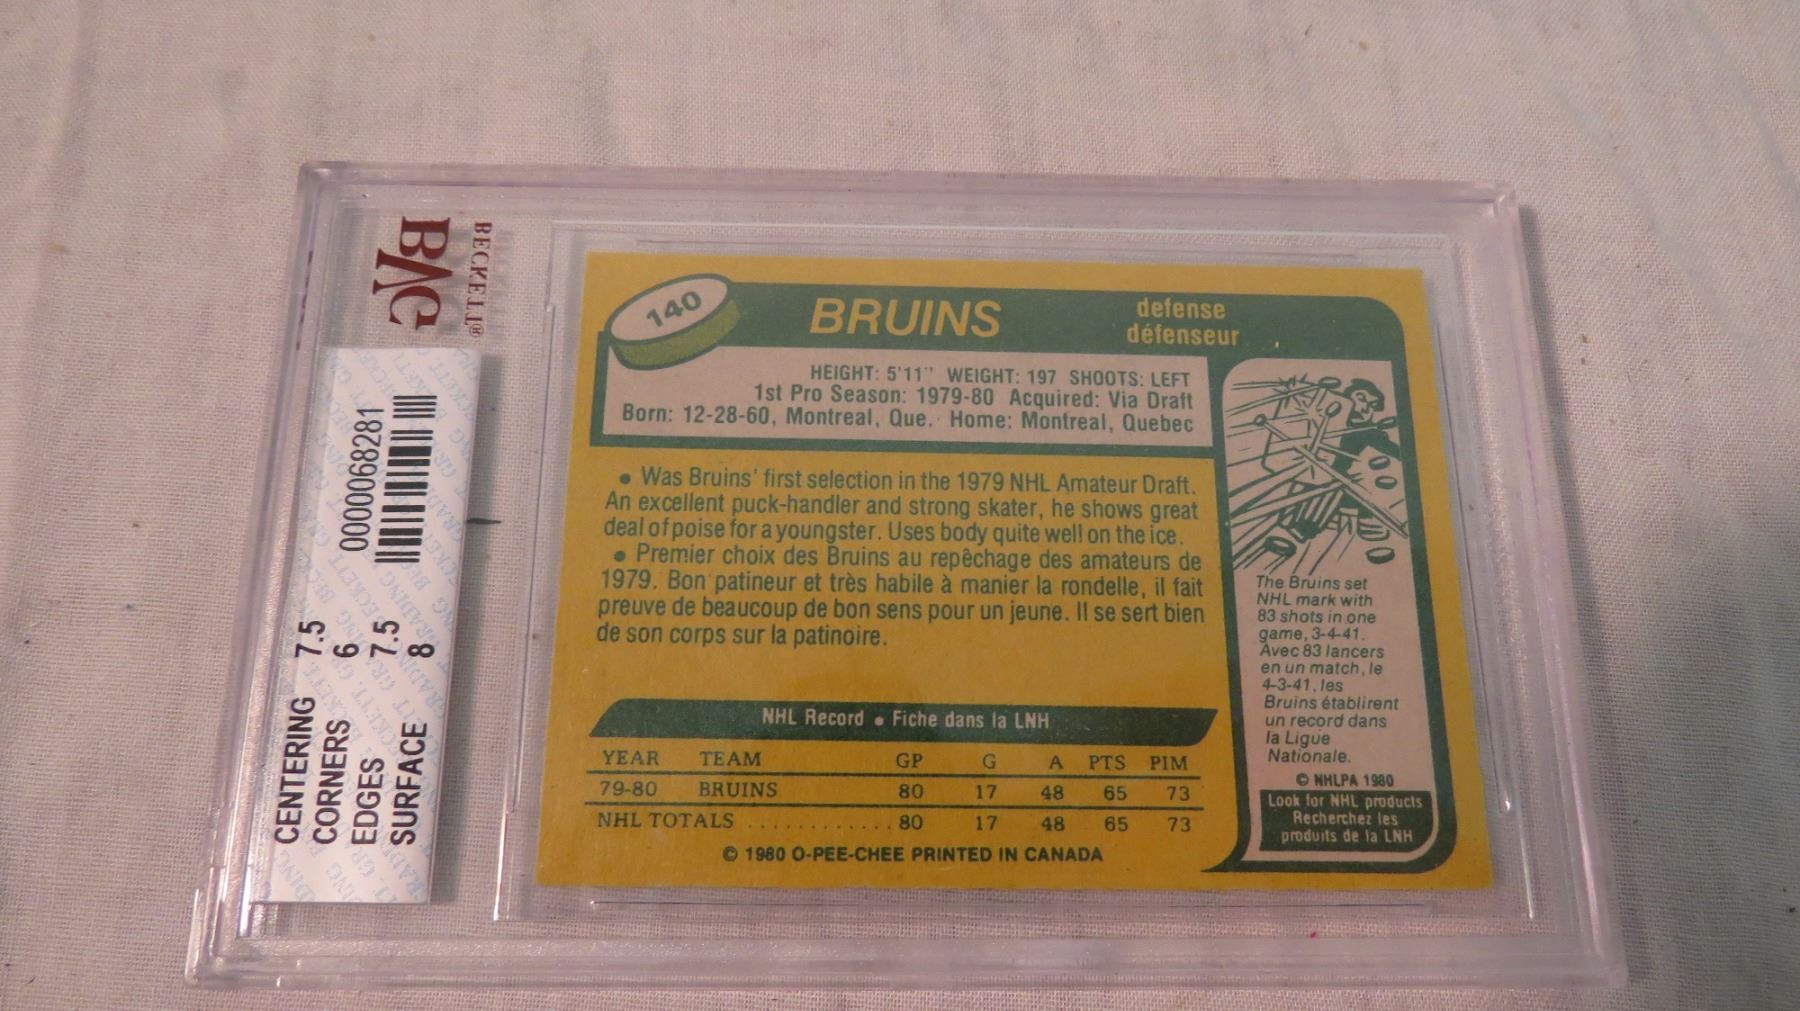 BECKETT®
BVG
0000068281
CENTERING 7.5
CORNERS 6
EDGES 7.5
SURFACE 8
140
BRUINS
defense
défenseur
HEIGHT: 5'11" WEIGHT: 197 SHOOTS: LEFT
1st Pro Season: 1979-80 Acquired: Via Draft
Born: 12-28-60, Montreal, Que. Home: Montreal, Quebec
• Was Bruins' first selection in the 1979 NHL Amateur Draft.
An excellent puck-handler and strong skater, he shows great
deal of poise for a youngster. Uses body quite well on the ice.
• Premier choix des Bruins au repêchage des amateurs de
1979. Bon patineur et très habile à manier la rondelle, il fait
preuve de beaucoup de bon sens pour un jeune. Il se sert bien
de son corps sur la patinoire.
NHL Record • Fiche dans la LNH
YEAR TEAM GP G A PTS PIM
79-80 BRUINS 80 17 48 65 73
NHL TOTALS ............ 80 17 48 65 73
© 1980 O-PEE-CHEE PRINTED IN CANADA
The Bruins set
NHL mark with
83 shots in one
game, 3-4-41.
Avec 83 lancers
en un match, le
4-3-41, les
Bruins établirent
un record dans
la Ligue
Nationale.
© NHLPA 1980
Look for NHL products
Recherchez les
produits de la LNH